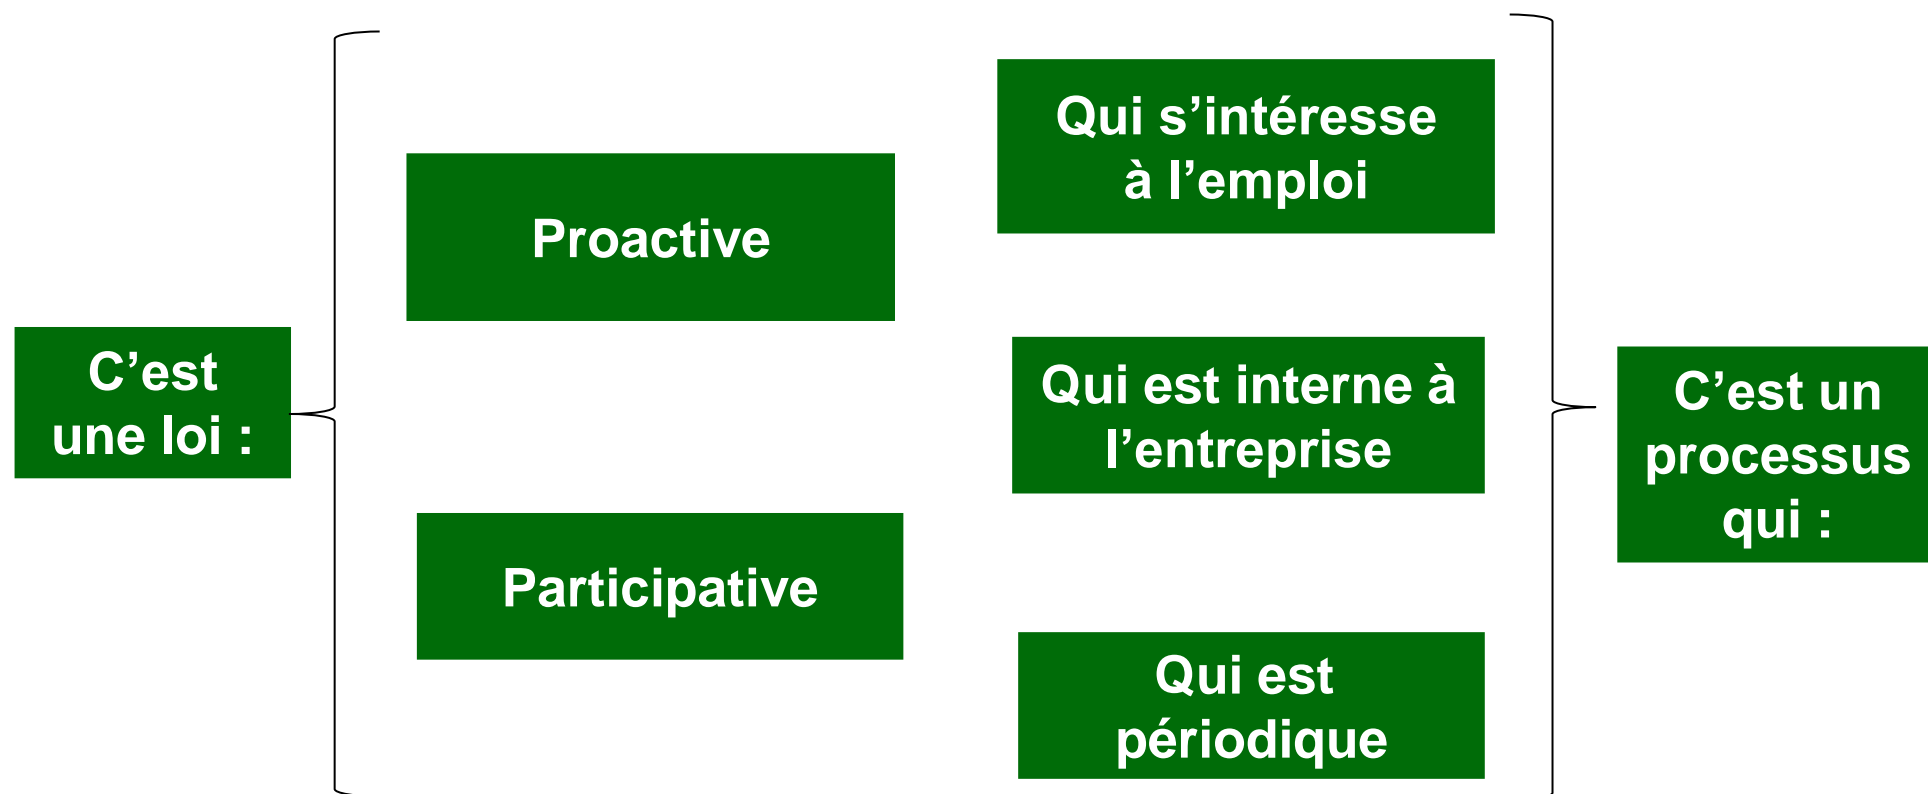 C’est
une loi :
Proactive
Participative
Qui s’intéresse
à l’emploi
Qui est interne à
l’entreprise
Qui est
périodique
C’est un
processus
qui :